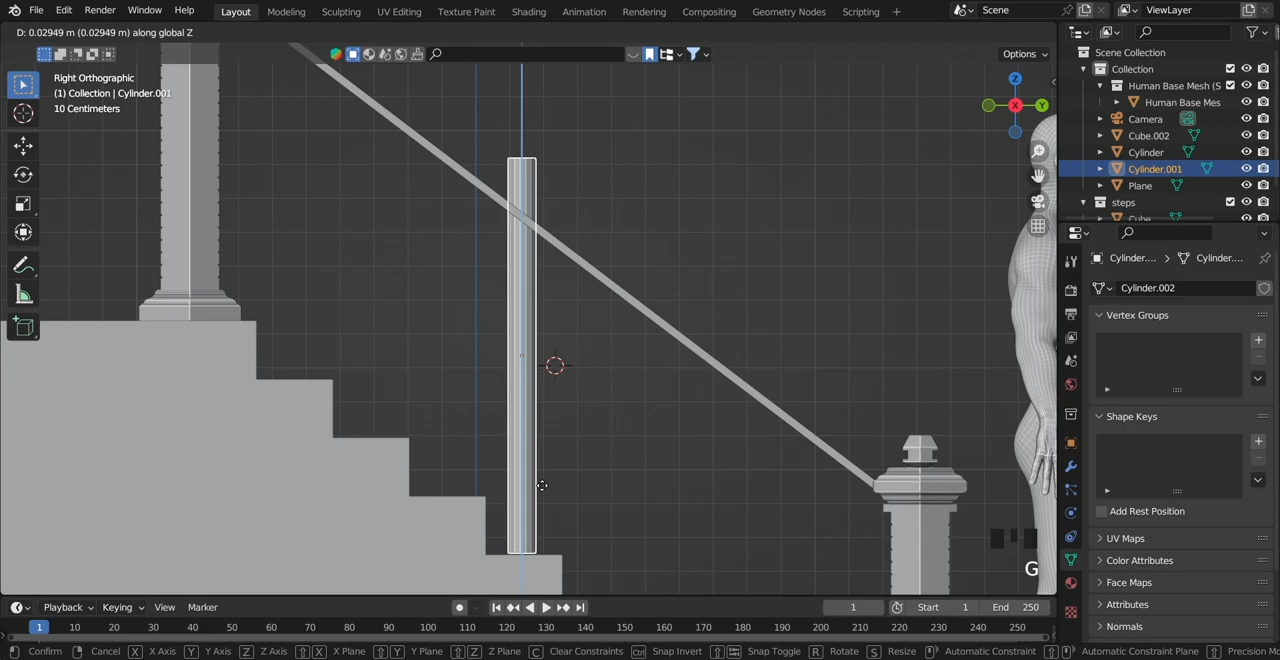 File Edit Render Window Help Layout Modeling Sculpting UV Editing Texture Paint Shading Animation Rendering Compositing Geometry Nodes Scripting + Scene ViewLayer
D: 0.02949 m (0.02949 m) along global Z
Options
Right Orthographic
(1) Collection | Cylinder.001
10 Centimeters
Z
Y
X
Scene Collection
Collection
Human Base Mesh (S
Human Base Mes
Camera
Cube.002
Cylinder
Cylinder.001
Plane
steps
Cube
Cylinder.... Cylinder....
Cylinder.002
Vertex Groups
Shape Keys
Add Rest Position
UV Maps
Color Attributes
Face Maps
Attributes
Normals
G
Playback Keying View Marker 1 Start 1 End 250
1 10 20 30 40 50 60 70 80 90 100 110 120 130 140 150 160 170 180 190 200 210 220 230 240 250
Confirm Cancel X X Axis Y Y Axis Z Z Axis X X Plane Y Y Plane Z Z Plane C Clear Constraints Ctrl Snap Invert Snap Toggle R Rotate S Resize Automatic Constraint Automatic Constraint Plane Precision Mo